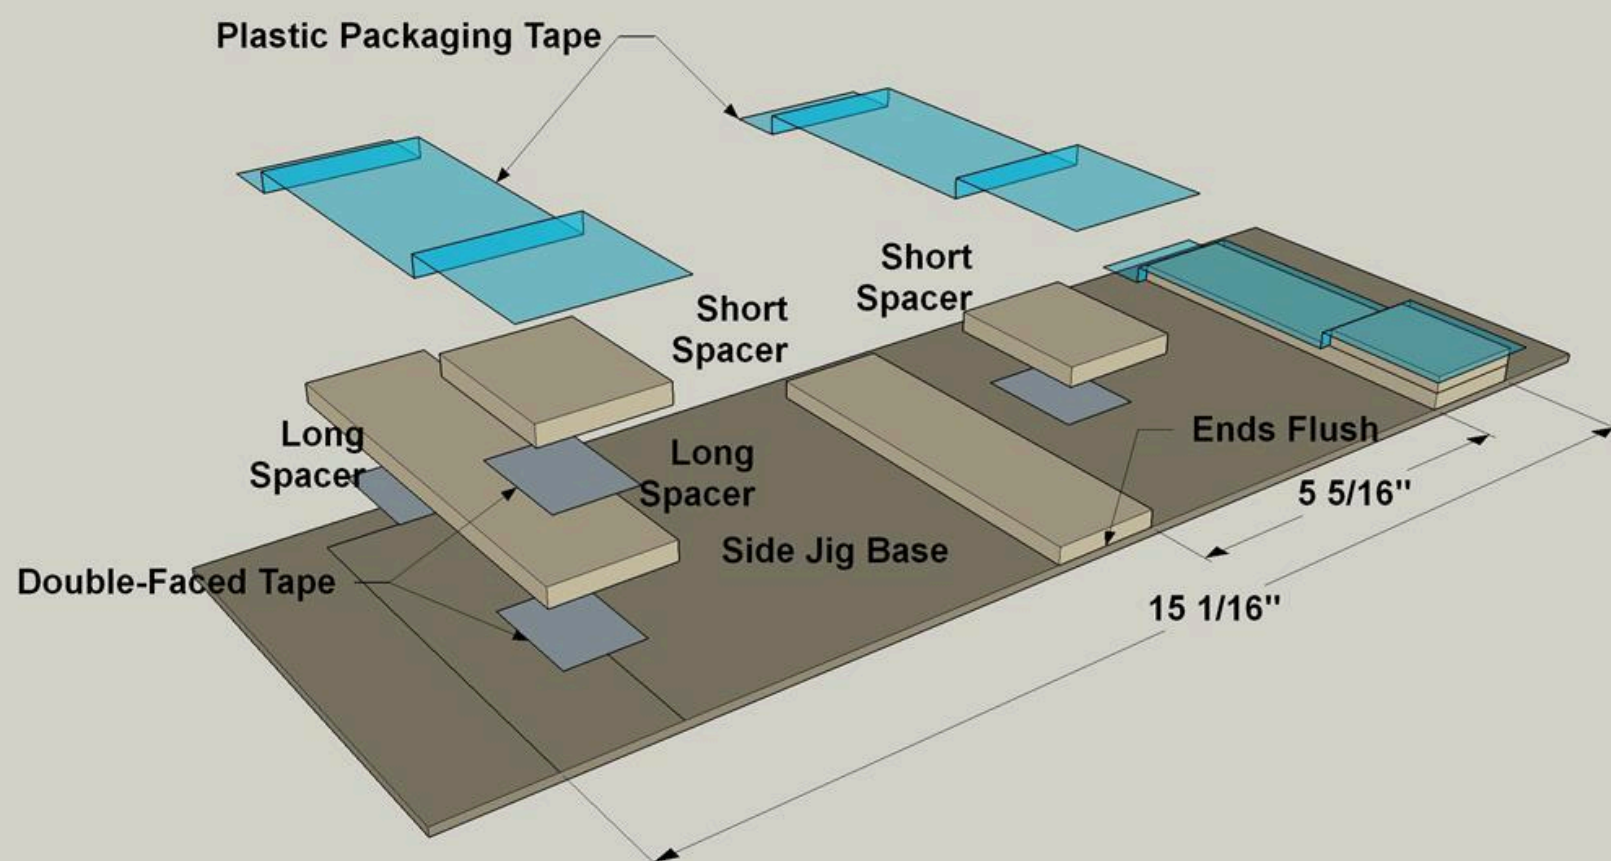 Plastic Packaging Tape
Short
Spacer
Short
Spacer
Long
Spacer
Long
Spacer
Ends Flush
5 5/16"
Side Jig Base
Double-Faced Tape
15 1/16"